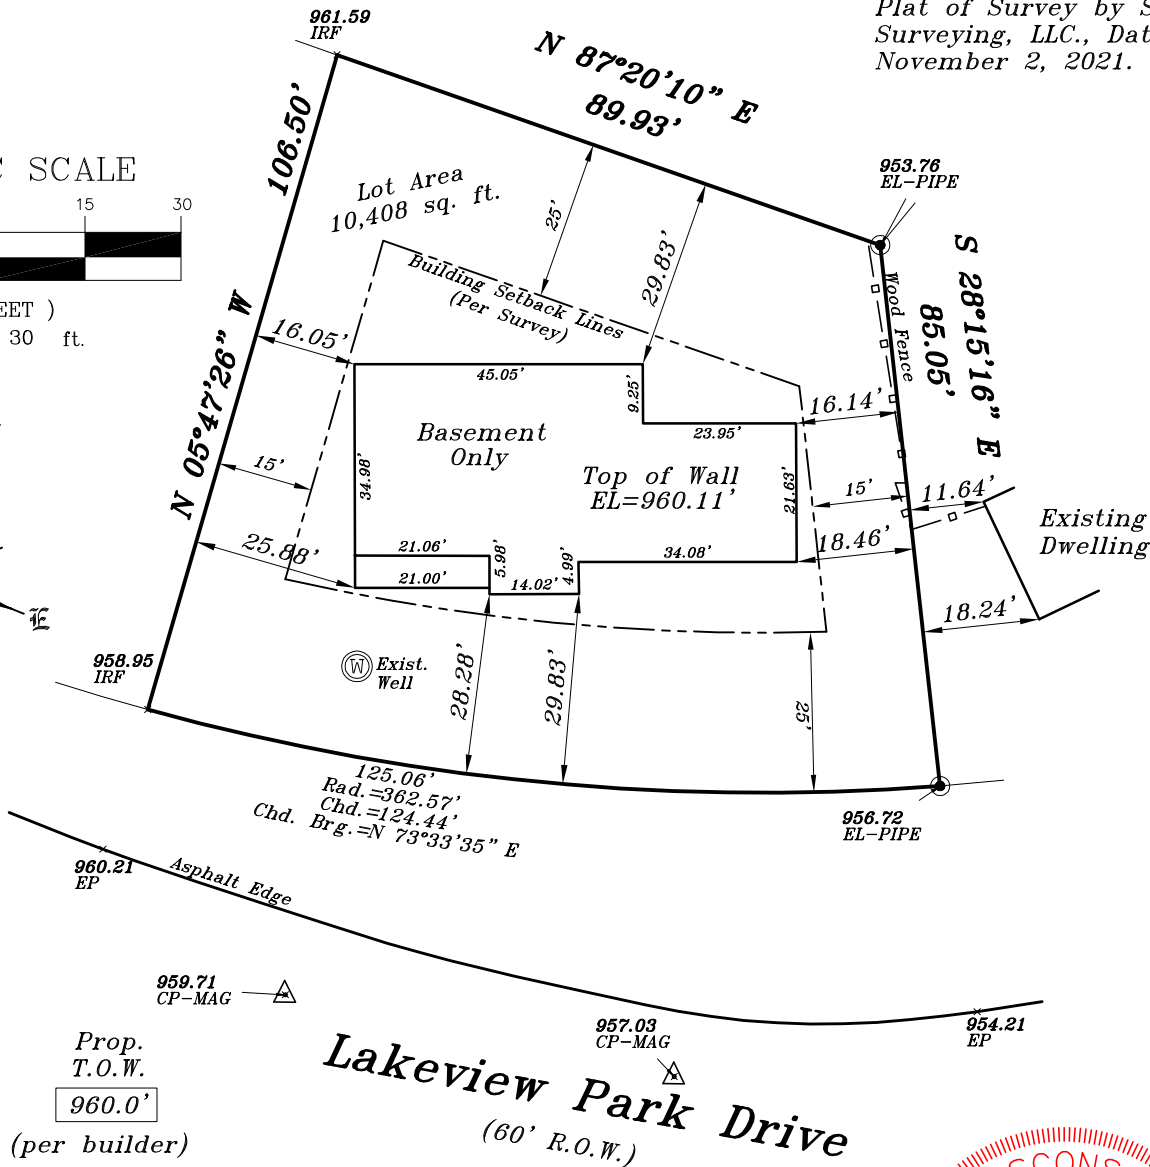 961.59
IRF
Plat of Survey by S
Surveying, LLC., Dat
November 2, 2021.
N 87°20'10" E
89.93'
106.50'
C SCALE
15
30
EET )
30 ft.
Lot Area
10,408 sq. ft.
25'
29.83'
953.76
EL-PIPE
Building Setback Lines
(Per Survey)
Wood Fence
S 28°15'16" E
85.05'
N 05°47'26" W
16.05'
45.05'
9.25'
23.95'
16.14'
Basement
Only
Top of Wall
EL=960.11'
34.98'
21.63'
15'
15'
11.64'
Existing
Dwelling
25.88'
21.06'
21.00'
5.98'
14.02'
4.99'
34.08'
18.46'
18.24'
E
958.95
IRF
W
Exist.
Well
28.28'
29.83'
25'
125.06'
Rad.=362.57'
Chd.=124.44'
Chd. Brg.=N 73°33'35" E
956.72
EL-PIPE
960.21
EP
Asphalt Edge
959.71
CP-MAG
957.03
CP-MAG
954.21
EP
Prop.
T.O.W.
960.0'
(per builder)
Lakeview Park Drive
(60' R.O.W.)
SCONS